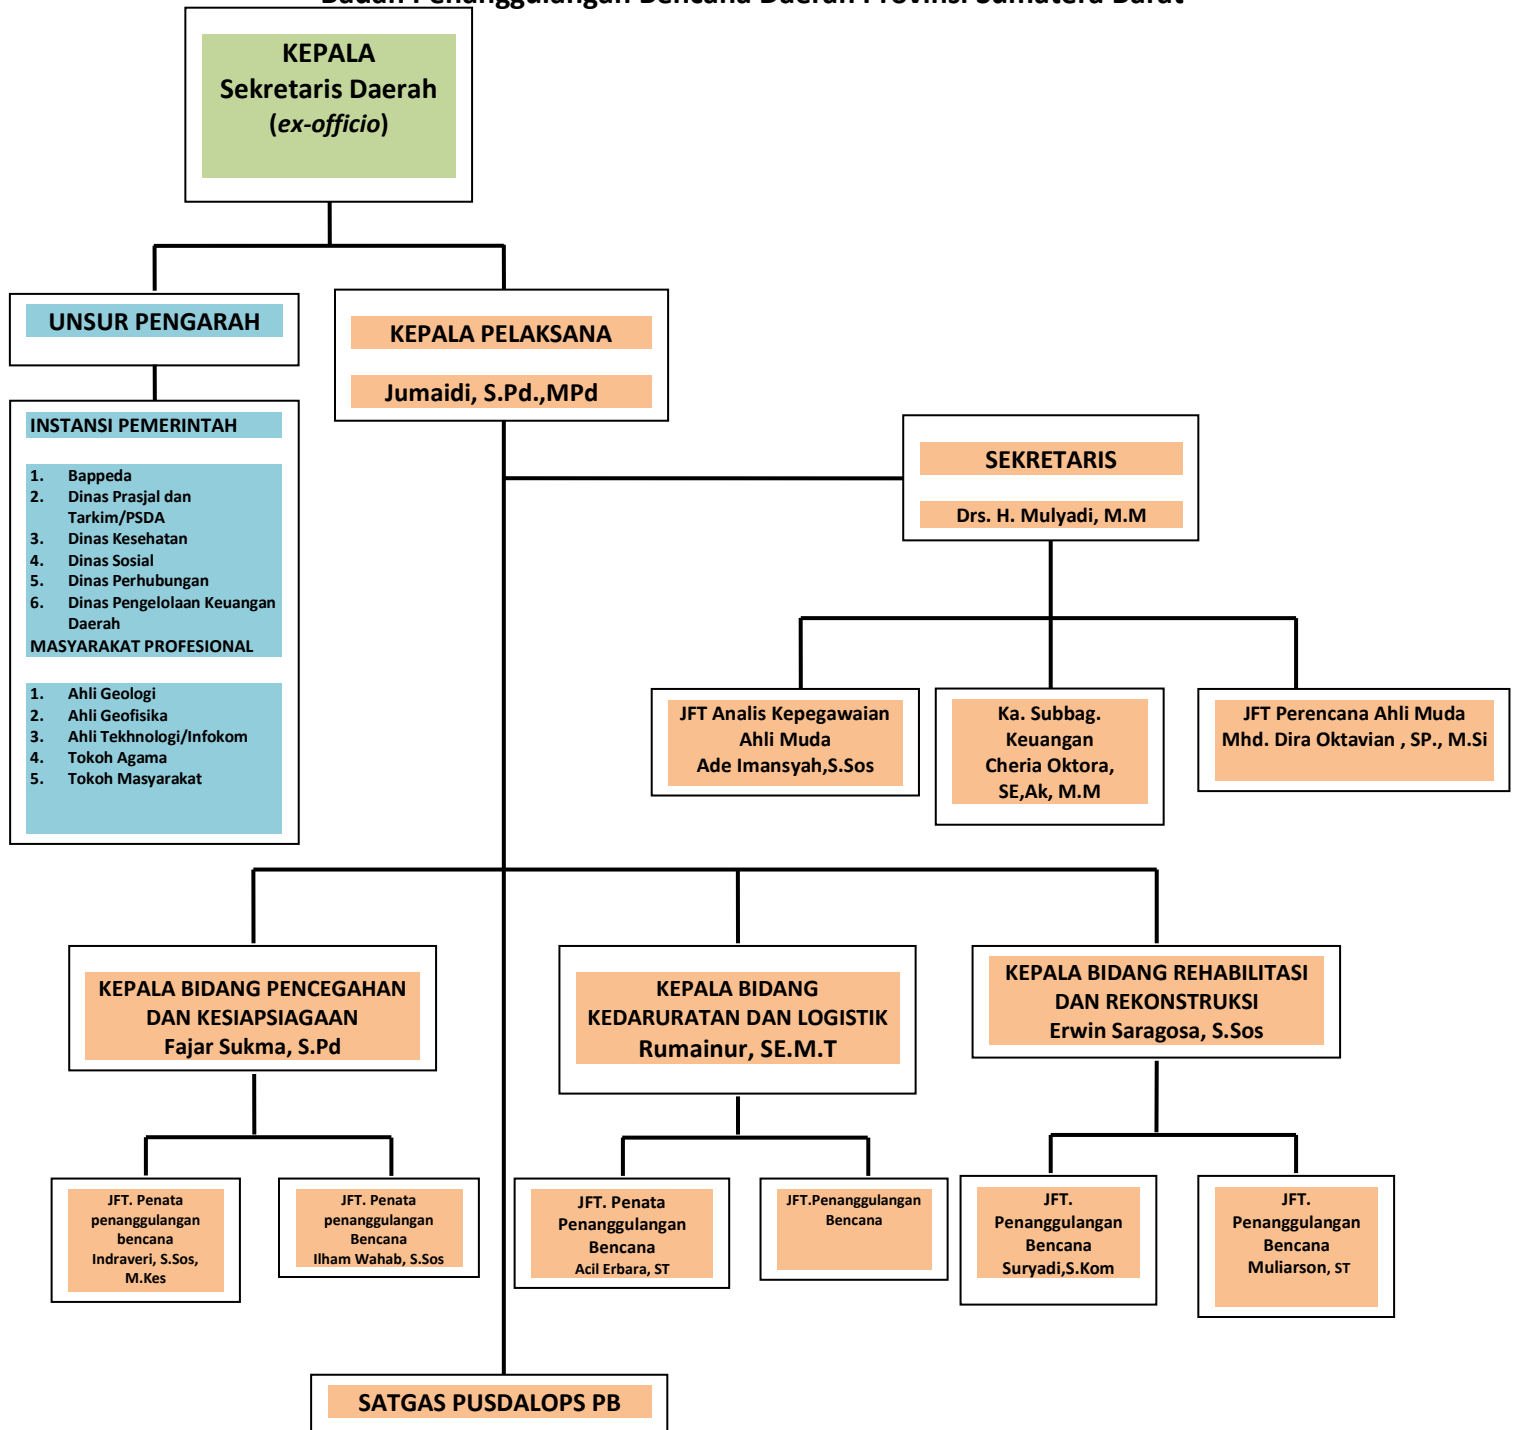 Badan Penanggulangan Bencana Daerah Provinsi Sumatera Barat
KEPALA
Sekretaris Daerah
(ex-officio)
UNSUR PENGARAH
KEPALA PELAKSANA
Jumaidi, S.Pd.,MPd
INSTANSI PEMERINTAH
1. Bappeda
2. Dinas Prasjal dan
Tarkim/PSDA
3. Dinas Kesehatan
4. Dinas Sosial
5. Dinas Perhubungan
6. Dinas Pengelolaan Keuangan
Daerah
MASYARAKAT PROFESIONAL
1. Ahli Geologi
2. Ahli Geofisika
3. Ahli Tekhnologi/Infokom
4. Tokoh Agama
5. Tokoh Masyarakat
SEKRETARIS
Drs. H. Mulyadi, M.M
JFT Analis Kepegawaian
Ahli Muda
Ade Imansyah,S.Sos
Ka. Subbag.
Keuangan
Cheria Oktora,
SE,Ak, M.M
JFT Perencana Ahli Muda
Mhd. Dira Oktavian , SP., M.Si
KEPALA BIDANG PENCEGAHAN
DAN KESIAPSIAGAAN
Fajar Sukma, S.Pd
KEPALA BIDANG
KEDARURATAN DAN LOGISTIK
Rumainur, SE.M.T
KEPALA BIDANG REHABILITASI
DAN REKONSTRUKSI
Erwin Saragosa, S.Sos
JFT. Penata
penanggulangan
bencana
Indraveri, S.Sos,
M.Kes
JFT. Penata
penanggulangan
Bencana
Ilham Wahab, S.Sos
JFT. Penata
Penanggulangan
Bencana
Acil Erbara, ST
JFT.Penanggulangan
Bencana
JFT.
Penanggulangan
Bencana
Suryadi,S.Kom
JFT.
Penanggulangan
Bencana
Muliarson, ST
SATGAS PUSDALOPS PB